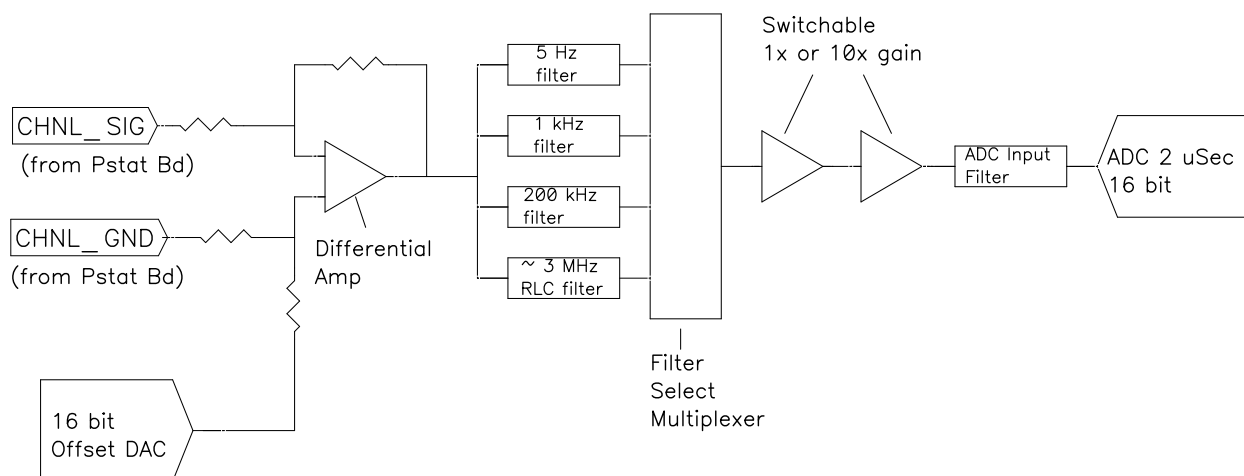 CHNL_SIG
(from Pstat Bd)
CHNL_GND
(from Pstat Bd)
16 bit
Offset DAC
Differential
Amp
5 Hz
filter
1 kHz
filter
200 kHz
filter
~ 3 MHz
RLC filter
Filter
Select
Multiplexer
Switchable
1x or 10x gain
ADC Input
Filter
ADC 2 uSec
16 bit